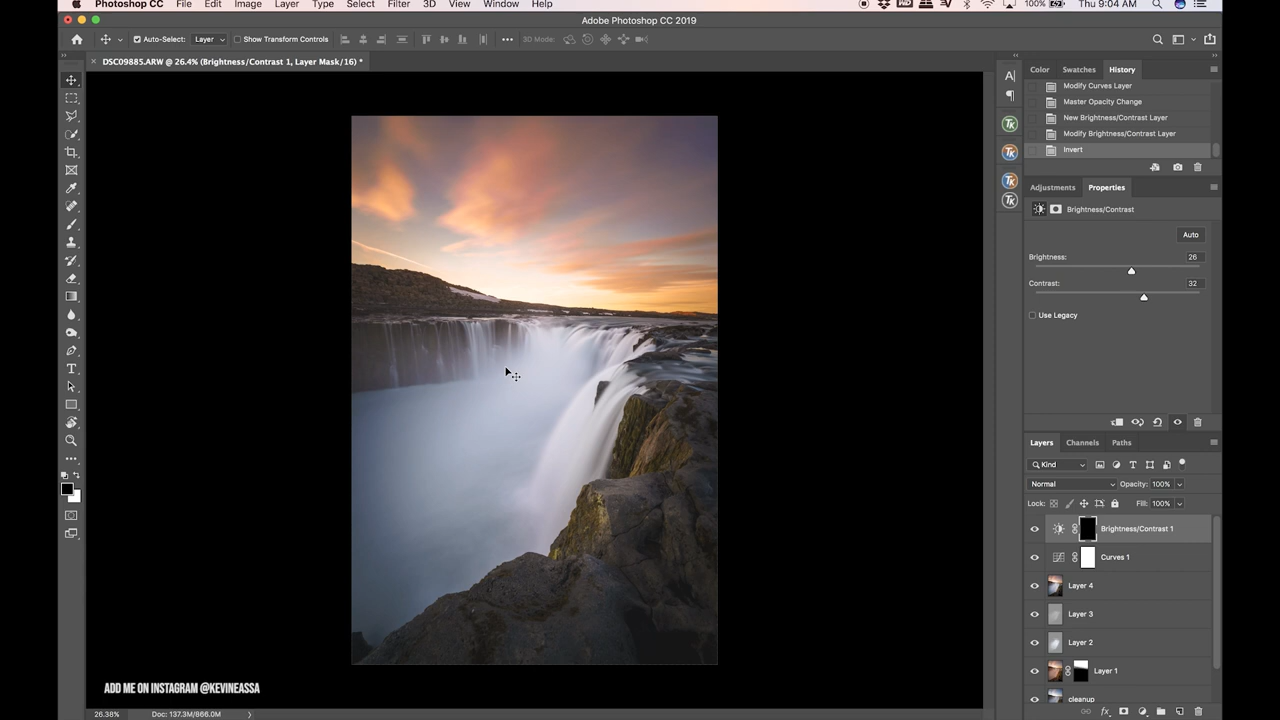 Photoshop CC File Edit Image Layer Type Select Filter 3D View Window Help 100% Thu 9:04 AM
Adobe Photoshop CC 2019
Auto-Select: Layer Show Transform Controls 3D Mode:
DSC09885.ARW @ 26.4% (Brightness/Contrast 1, Layer Mask/16) *
Color Swatches History
Modify Curves Layer
Master Opacity Change
New Brightness/Contrast Layer
Modify Brightness/Contrast Layer
Invert
Adjustments Properties
Brightness/Contrast
Auto
Brightness: 26
Contrast: 32
Use Legacy
Layers Channels Paths
Kind
Normal Opacity: 100%
Lock: Fill: 100%
Brightness/Contrast 1
Curves 1
Layer 4
Layer 3
Layer 2
Layer 1
cleanup
TK
TK
TK
TK
ADD ME ON INSTAGRAM @KEVINEASSA
26.38% Doc: 137.3M/866.0M